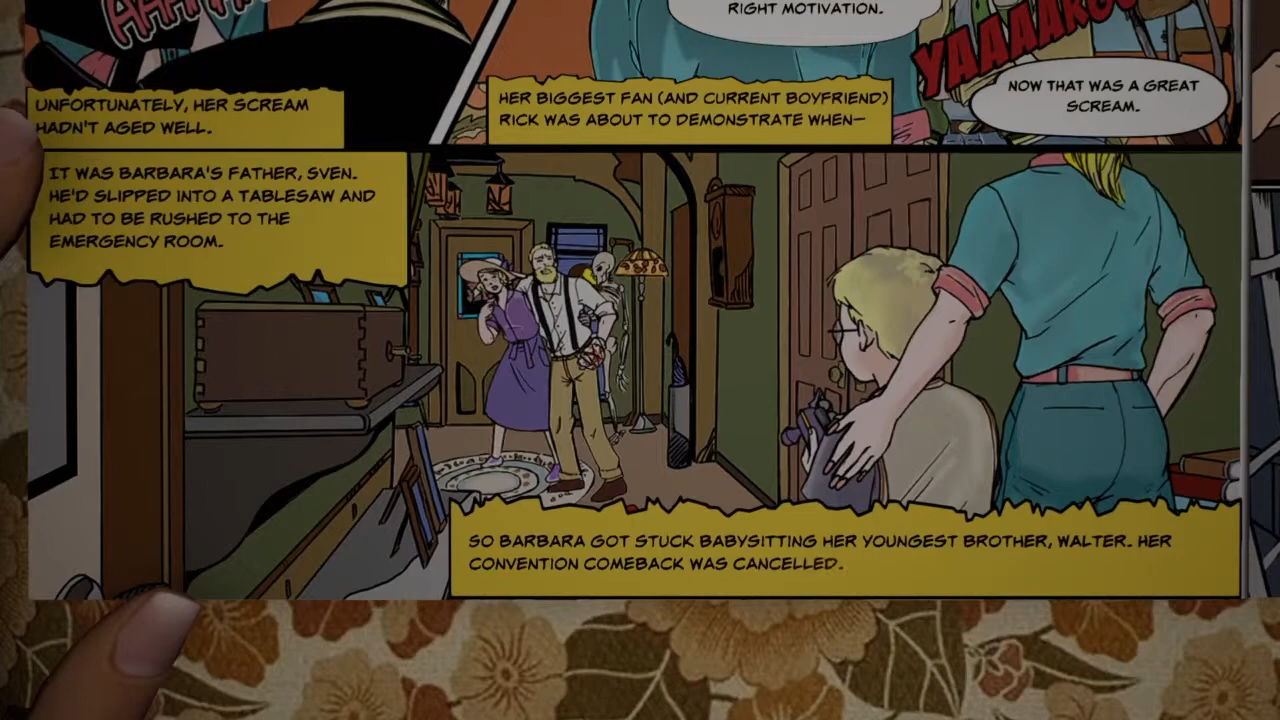 AAAA
RIGHT MOTIVATION.
YAAAARGG
NOW THAT WAS A GREAT
SCREAM.
UNFORTUNATELY, HER SCREAM
HADN'T AGED WELL.
HER BIGGEST FAN (AND CURRENT BOYFRIEND)
RICK WAS ABOUT TO DEMONSTRATE WHEN—
IT WAS BARBARA'S FATHER, SVEN.
HE'D SLIPPED INTO A TABLESAW AND
HAD TO BE RUSHED TO THE
EMERGENCY ROOM.
SO BARBARA GOT STUCK BABYSITTING HER YOUNGEST BROTHER, WALTER. HER
CONVENTION COMEBACK WAS CANCELLED.